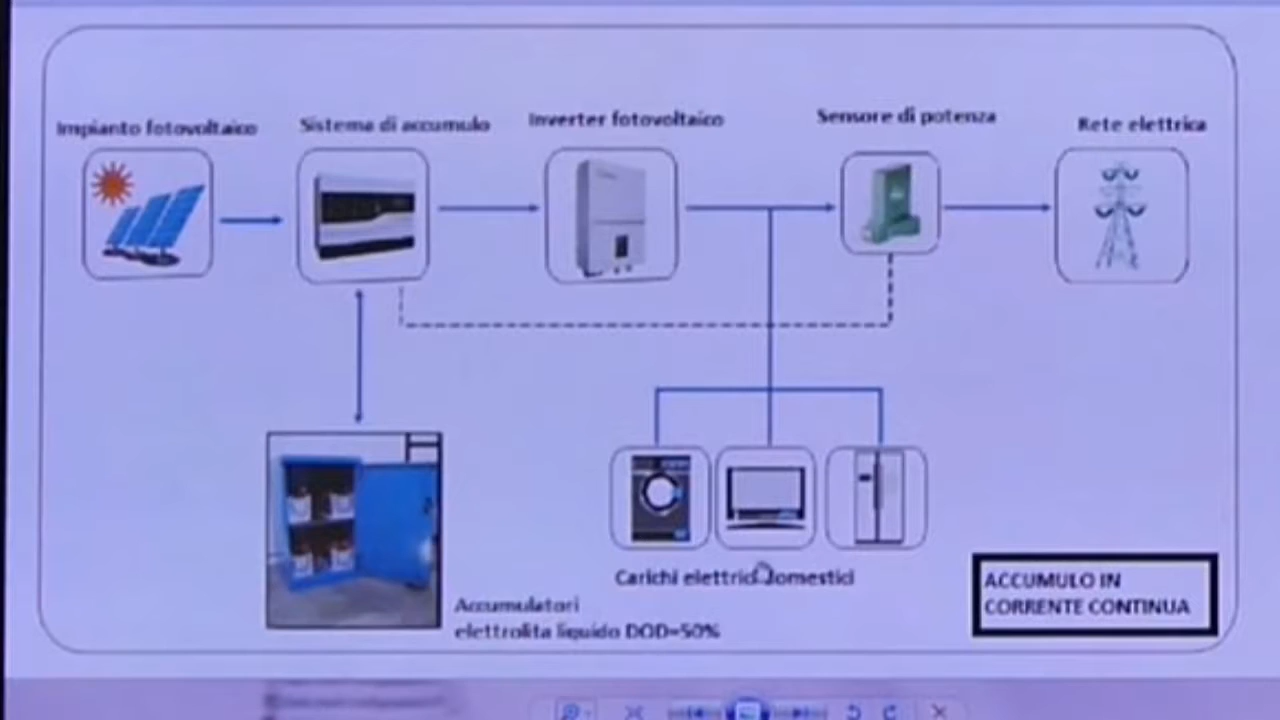 Impianto fotovoltaico
Sistema di accumulo
Inverter fotovoltaico
Sensore di potenza
Rete elettrica
Carichi elettrici domestici
Accumulatori
elettrolita liquido DOD=50%
ACCUMULO IN
CORRENTE CONTINUA